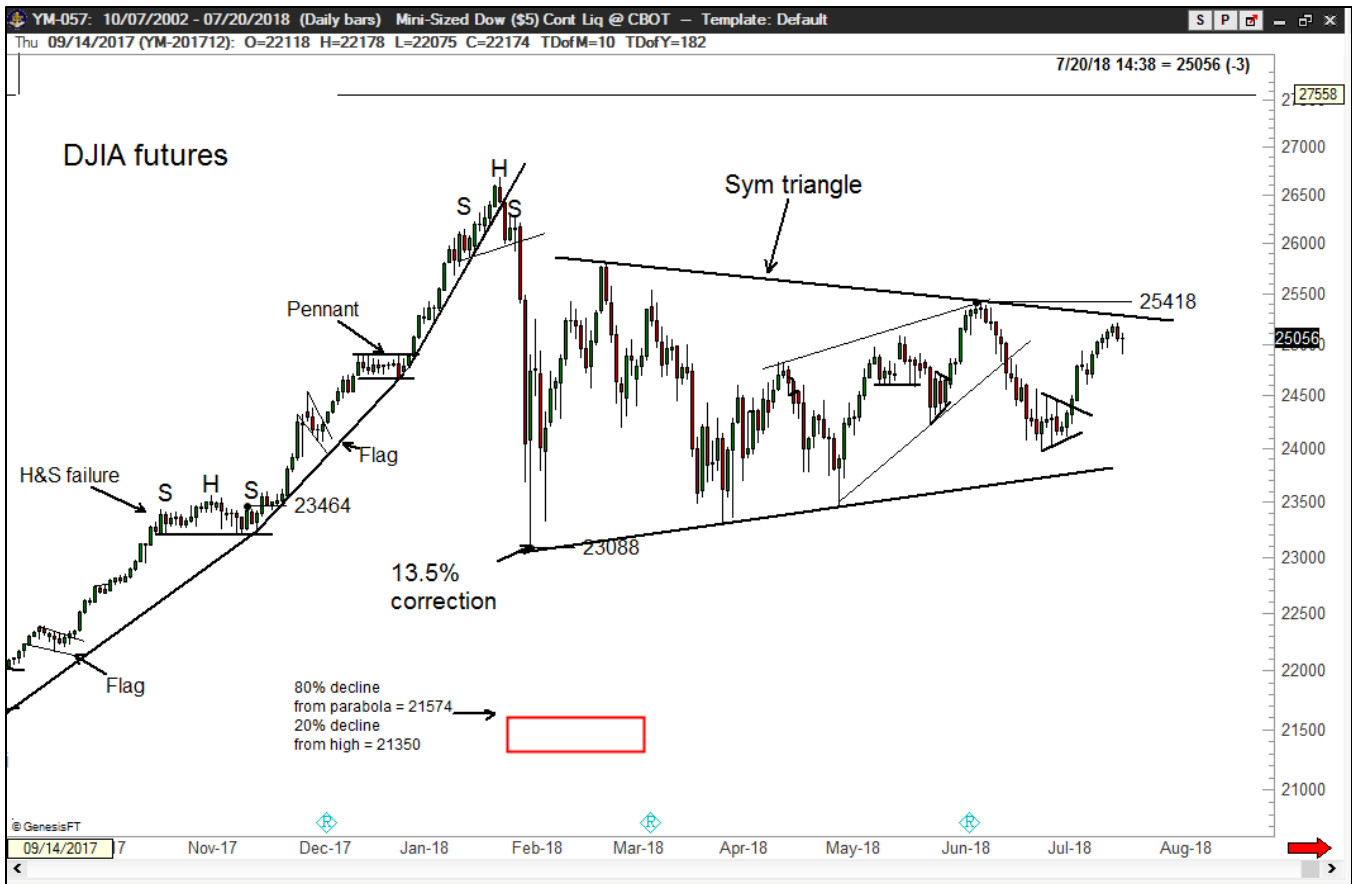 YM-057: 10/07/2002 - 07/20/2018 (Daily bars) Mini-Sized Dow ($5) Cont Liq @ CBOT – Template: Default
S P
Thu 09/14/2017 (YM-201712): O=22118 H=22178 L=22075 C=22174 TDofM=10 TDofY=182
7/20/18 14:38 = 25056 (-3)
27558
DJIA futures
27000
H
26500
Sym triangle
S
S
26000
25500
25418
Pennant
25056
24500
Flag
24000
H&S failure
S H S
23464
23500
23088
23000
13.5%
correction
22500
22000
Flag
80% decline
from parabola = 21574
20% decline
from high = 21350
21500
21000
R R R
© GenesisFT
09/14/2017 Nov-17 Dec-17 Jan-18 Feb-18 Mar-18 Apr-18 May-18 Jun-18 Jul-18 Aug-18